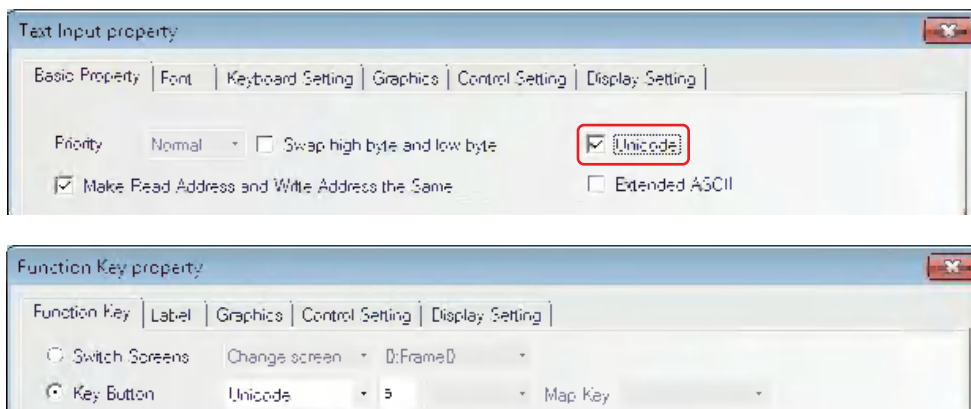 Text Input property
Basic Property Font Keyboard Setting Graphics Control Setting Display Setting
Priority Normal Swap high byte and low byte Unicode
Make Read Address and Write Address the Same Extended ASCII
Function Key property
Function Key Label Graphics Control Setting Display Setting
Switch Screens Change screen 0:Frame0
Key Button Unicode Map Key